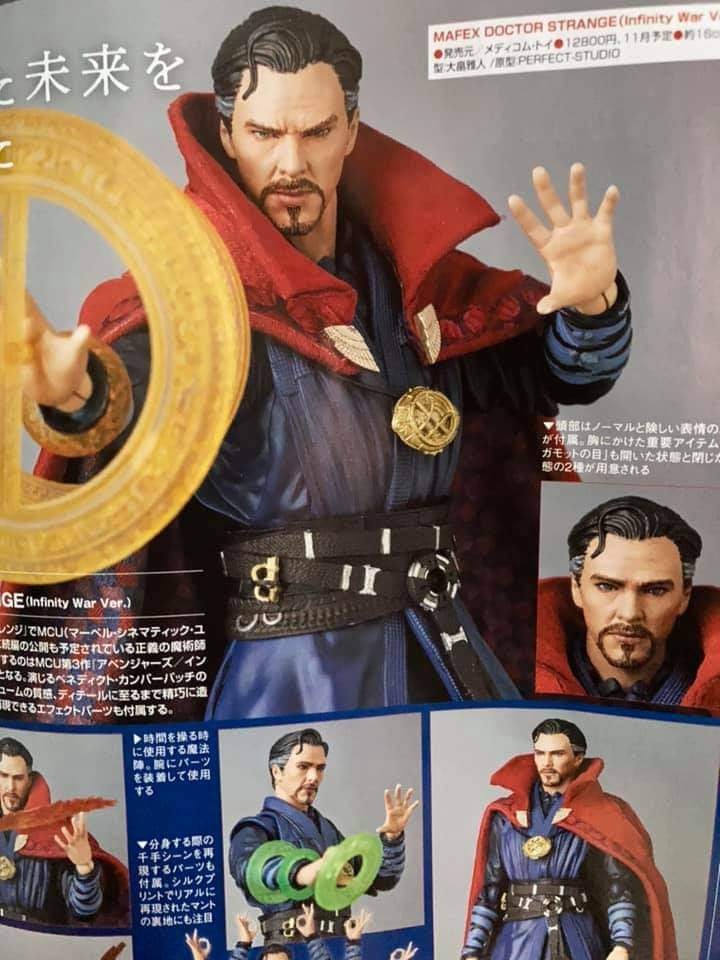 MAFEX DOCTOR STRANGE(Infinity War V
●発売元／メディコム・トイ●12800円、11月予定●約16c
型:大畠雅人 /原型:PERFECT-STUDIO
と未来を
に
▼頭部はノーマルと険しい表情の
が付属。胸にかけた重要アイテム
ガモットの目」も開いた状態と閉じ
態の2種が用意される
GE(Infinity War Ver.)
レンジ』でMCU(マーベル・シネマティック・ユ
続編の公開も予定されている正義の魔術師
するのはMCU第3作『アベンジャーズ／イン
となる。演じるベネディクト・カンバーバッチの
ュームの質感、ディテールに至るまで精巧に造
再現できるエフェクトパーツも付属する。
▶時間を操る時
に使用する魔法
陣。腕にパーツ
を装着して使用
する
▼分身する際の
千手シーンを再
現するパーツも
付属。シルクプ
リントでリアルに
再現されたマント
の裏地にも注目